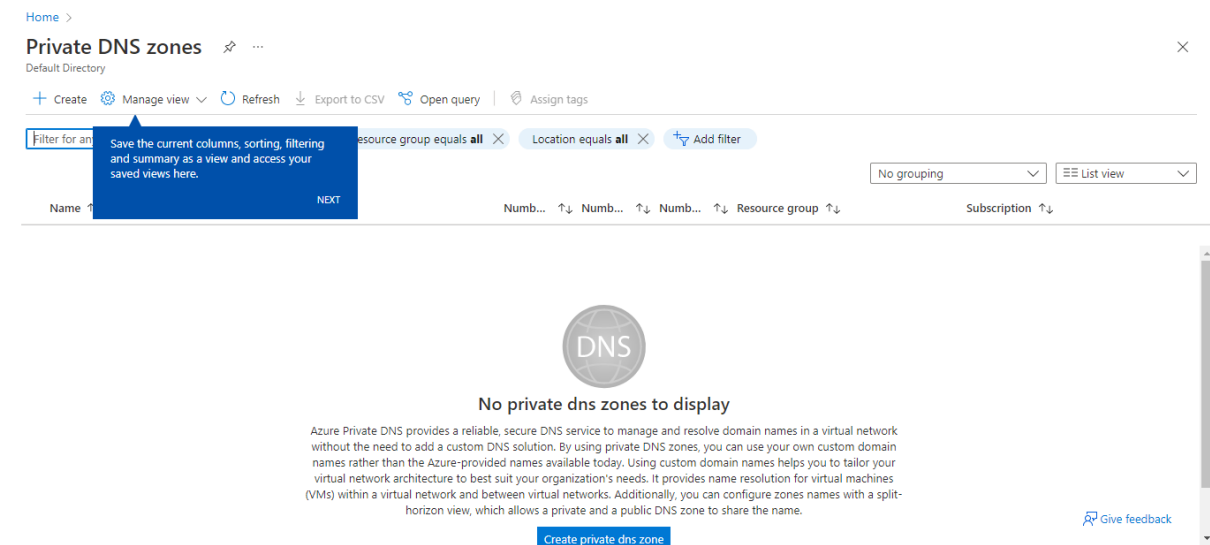 Home >
Private DNS zones ...
Default Directory
+ Create Manage view Refresh Export to CSV Open query Assign tags
Filter for an esource group equals all Location equals all Add filter
Save the current columns, sorting, filtering
and summary as a view and access your
saved views here.
NEXT
No grouping List view
Name Numb... Numb... Numb... Resource group Subscription
DNS
No private dns zones to display
Azure Private DNS provides a reliable, secure DNS service to manage and resolve domain names in a virtual network
without the need to add a custom DNS solution. By using private DNS zones, you can use your own custom domain
names rather than the Azure-provided names available today. Using custom domain names helps you to tailor your
virtual network architecture to best suit your organization's needs. It provides name resolution for virtual machines
(VMs) within a virtual network and between virtual networks. Additionally, you can configure zones names with a split-
horizon view, which allows a private and a public DNS zone to share the name.
Give feedback
Create private dns zone